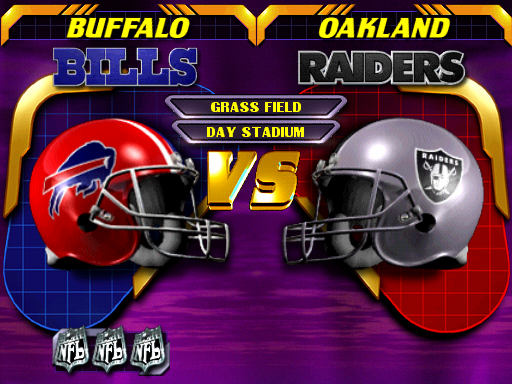 BUFFALO
OAKLAND
BILLS
RAIDERS
GRASS FIELD
DAY STADIUM
VS
RAIDERS
NFL NFL NFL